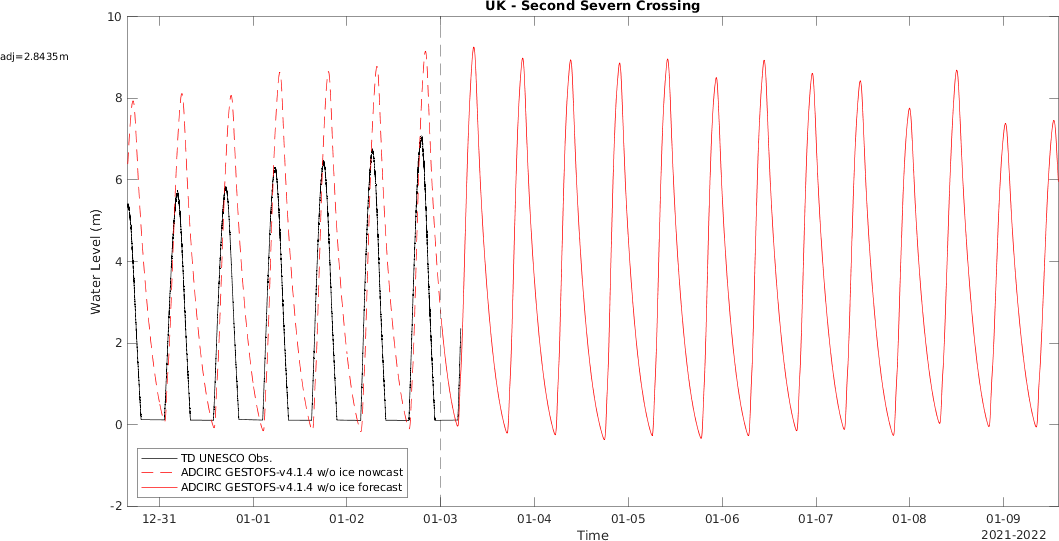 UK - Second Severn Crossing
adj=2.8435m
10
8
6
4
2
0
-2
Water Level (m)
TD UNESCO Obs.
ADCIRC GESTOFS-v4.1.4 w/o ice nowcast
ADCIRC GESTOFS-v4.1.4 w/o ice forecast
12-31 01-01 01-02 01-03 01-04 01-05 01-06 01-07 01-08 01-09
Time
2021-2022